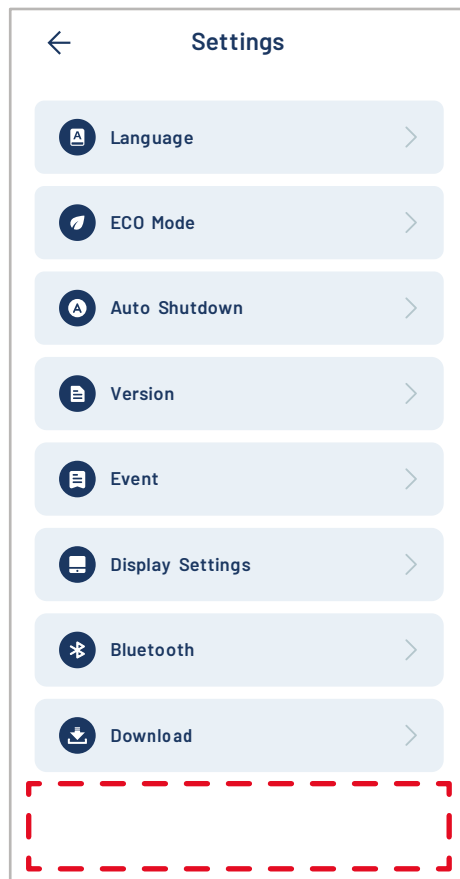 Settings
Language
ECO Mode
Auto Shutdown
Version
Event
Display Settings
Bluetooth
Download